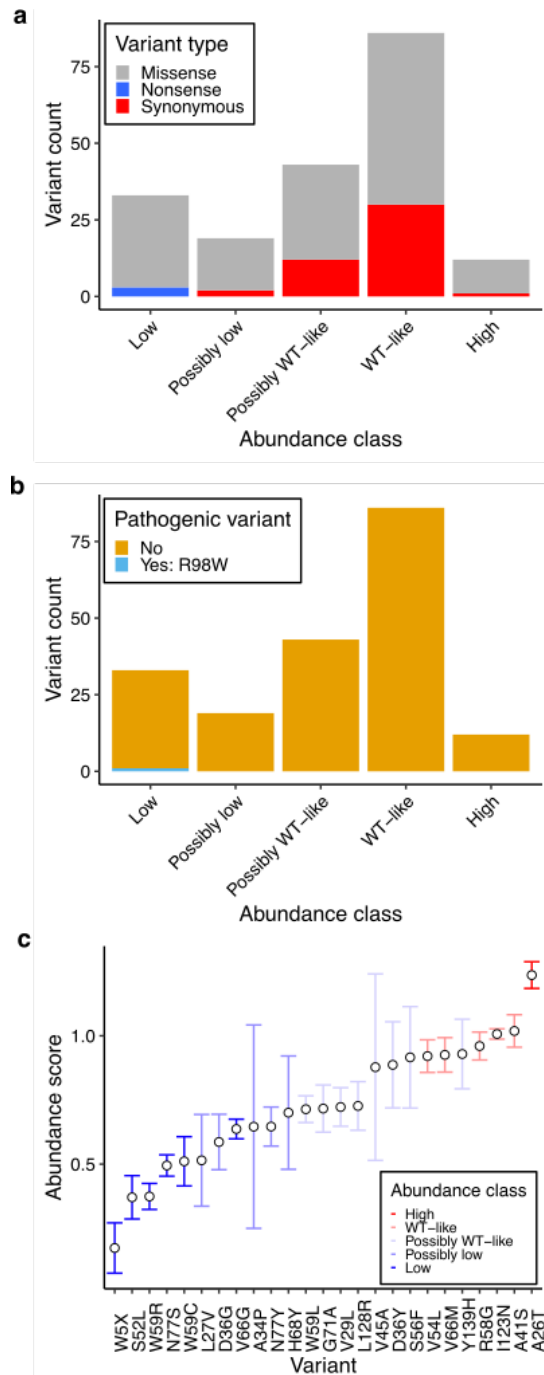 a
Variant type
Missense
Nonsense
Synonymous
Variant count
75
50
25
0
Low
Possibly low
Possibly WT−like
WT−like
High
Abundance class
b
Pathogenic variant
No
Yes: R98W
Variant count
75
50
25
0
Low
Possibly low
Possibly WT−like
WT−like
High
Abundance class
c
Abundance score
1.0
0.5
Abundance class
High
WT−like
Possibly WT−like
Possibly low
Low
W5X
S52L
W59R
N77S
W59C
L27V
D36G
V66G
A34P
N77Y
H68Y
W59L
G71A
V29L
L128R
V45A
D36Y
S56F
V54L
V66M
Y139H
R58G
I123N
A41S
A26T
Variant